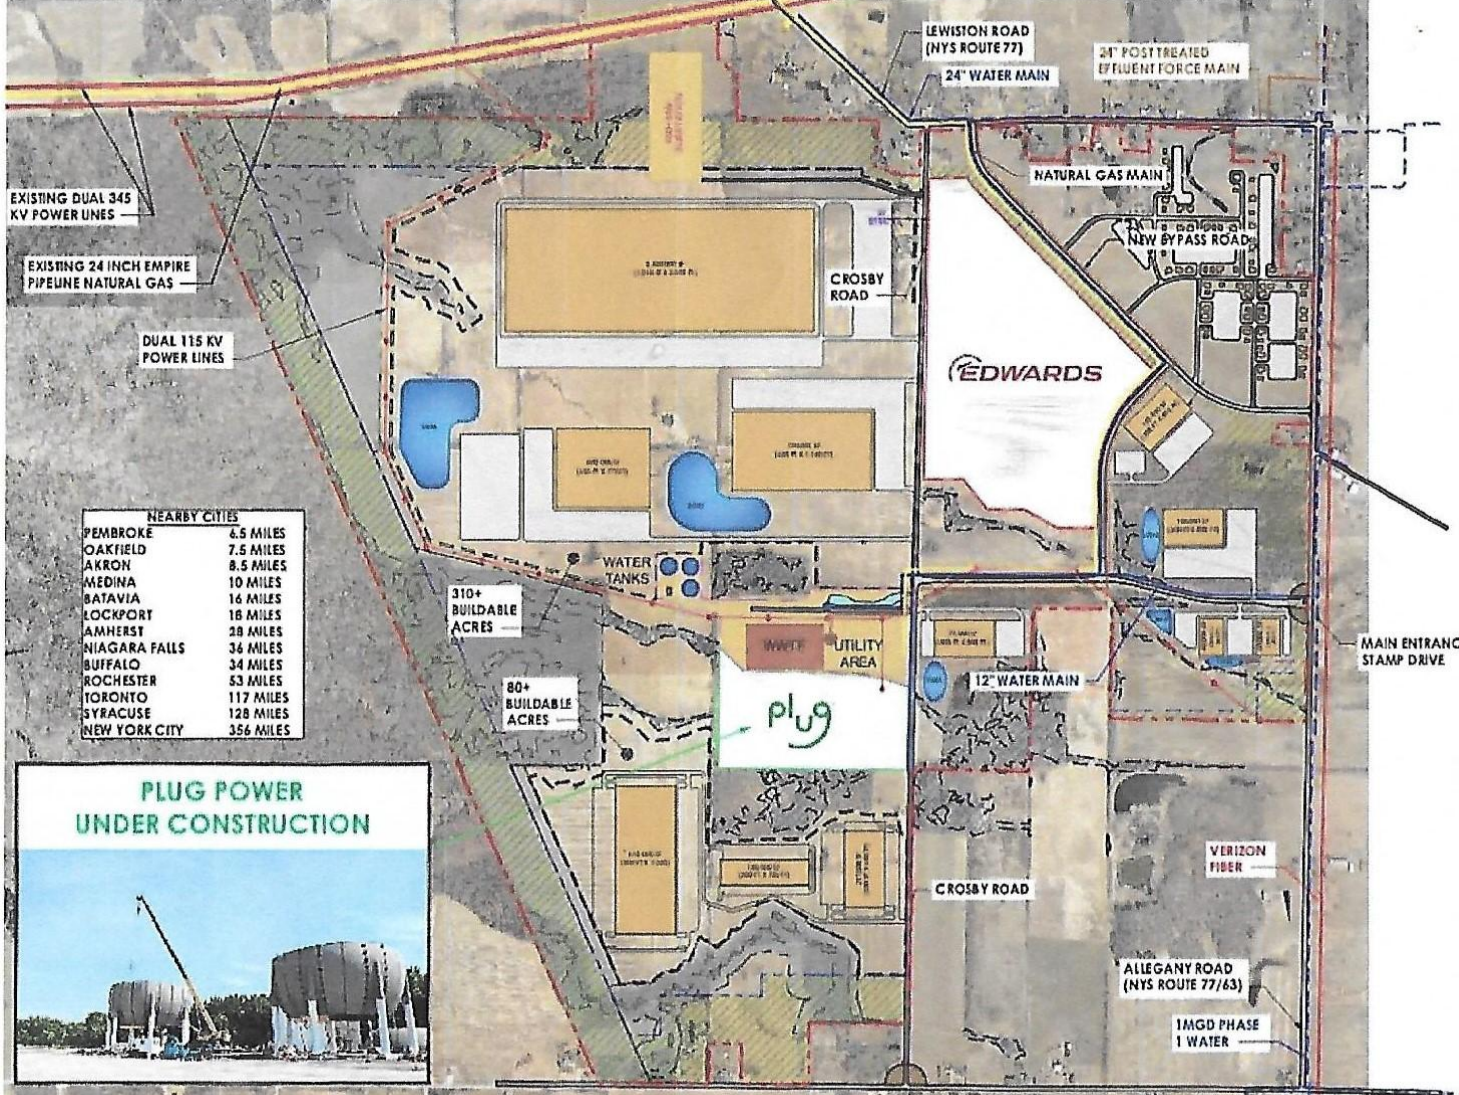 LEWISTON ROAD
(NYS ROUTE 77)
24" WATER MAIN
24" POST TREATED
EFFLUENT FORCE MAIN
NATURAL GAS MAIN
NEW BYPASS ROAD
EXISTING DUAL 345
KV POWER LINES
EXISTING 24 INCH EMPIRE
PIPELINE NATURAL GAS
DUAL 115 KV
POWER LINES
CROSBY
ROAD
EDWARDS
NEARBY CITIES
PEMBROKE 6.5 MILES
OAKFIELD 7.5 MILES
AKRON 8.5 MILES
MEDINA 10 MILES
BATAVIA 16 MILES
LOCKPORT 18 MILES
AMHERST 28 MILES
NIAGARA FALLS 36 MILES
BUFFALO 34 MILES
ROCHESTER 53 MILES
TORONTO 117 MILES
SYRACUSE 128 MILES
NEW YORK CITY 356 MILES
WATER
TANKS
310+
BUILDABLE
ACRES
80+
BUILDABLE
ACRES
WWTF
UTILITY
AREA
12" WATER MAIN
MAIN ENTRANC
STAMP DRIVE
plug
PLUG POWER
UNDER CONSTRUCTION
VERIZON
FIBER
CROSBY ROAD
ALLEGANY ROAD
(NYS ROUTE 77/63)
1MGD PHASE
1 WATER